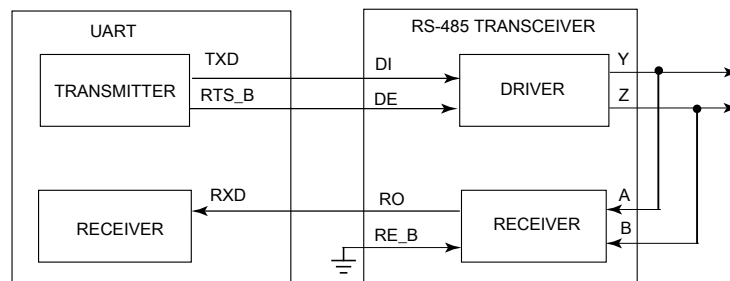 UART
RS-485 TRANSCEIVER
TXD
DI
Y
TRANSMITTER
DRIVER
RTS_B
DE
Z
RXD
RO
A
RECEIVER
RECEIVER
RE_B
B